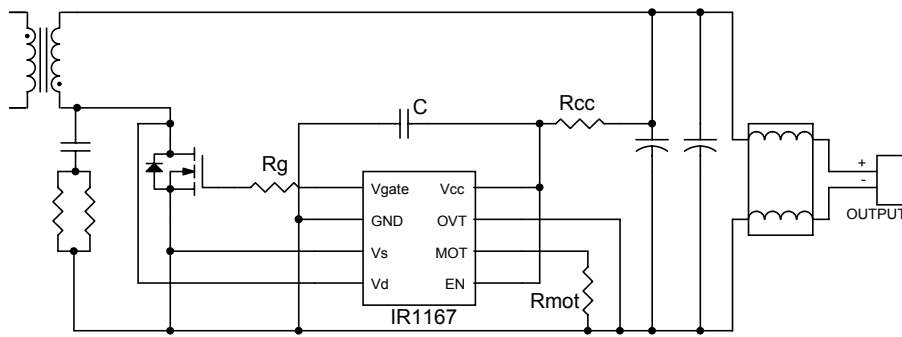 C
Rcc
Rg
Vgate
Vcc
GND
OVT
Vs
MOT
Vd
EN
IR1167
Rmot
+
-
OUTPUT